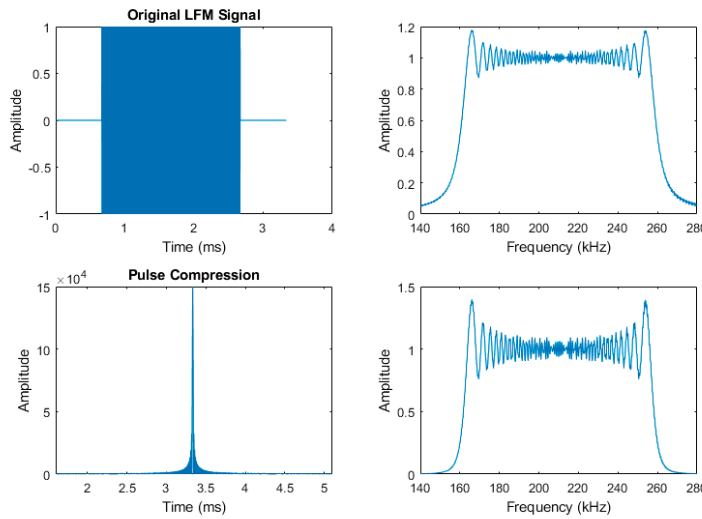 Original LFM Signal
Amplitude
1
0.5
0
-0.5
-1
0 1 2 3 4
Time (ms)
Amplitude
1.2
1
0.8
0.6
0.4
0.2
0
140 160 180 200 220 240 260 280
Frequency (kHz)
×10⁴
Pulse Compression
Amplitude
15
10
5
0
2 2.5 3 3.5 4 4.5 5
Time (ms)
Amplitude
1.5
1
0.5
0
140 160 180 200 220 240 260 280
Frequency (kHz)